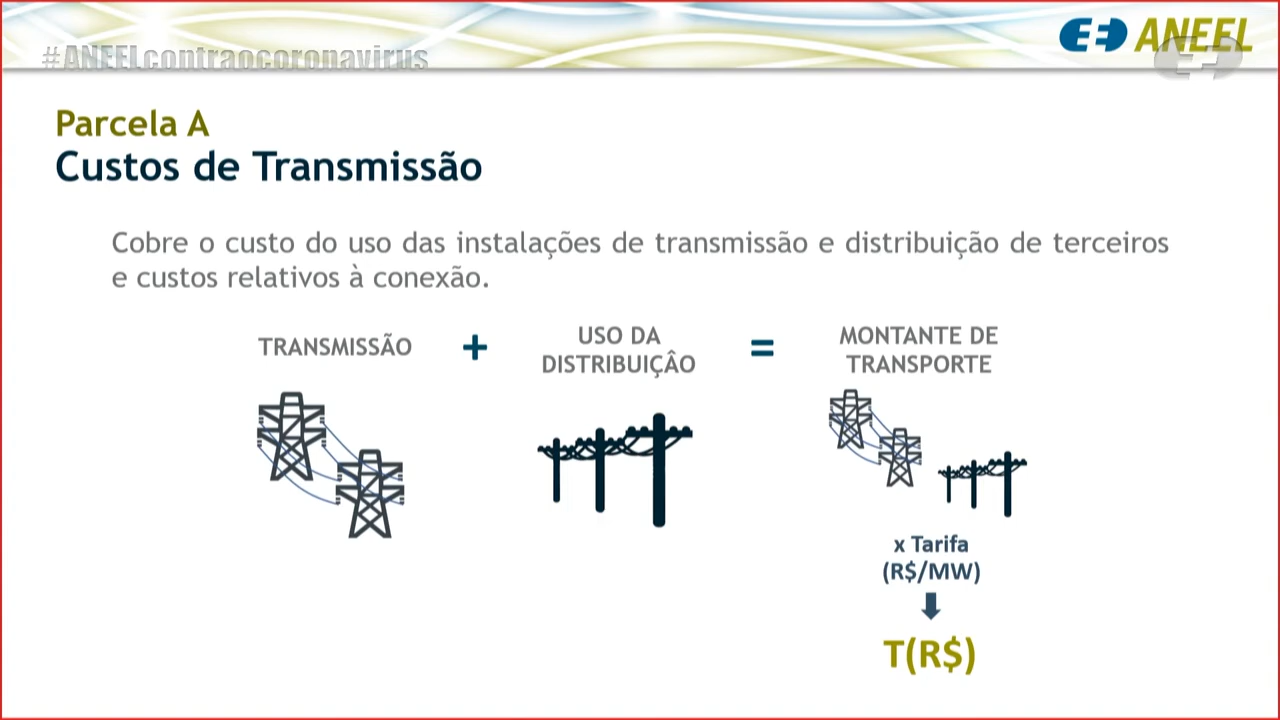 #ANEELcontraocoronavirus
ANEEL
Parcela A
Custos de Transmissão
Cobre o custo do uso das instalações de transmissão e distribuição de terceiros
e custos relativos à conexão.
TRANSMISSÃO
+
USO DA
DISTRIBUIÇÂO
=
MONTANTE DE
TRANSPORTE
x Tarifa
(R$/MW)
T(R$)